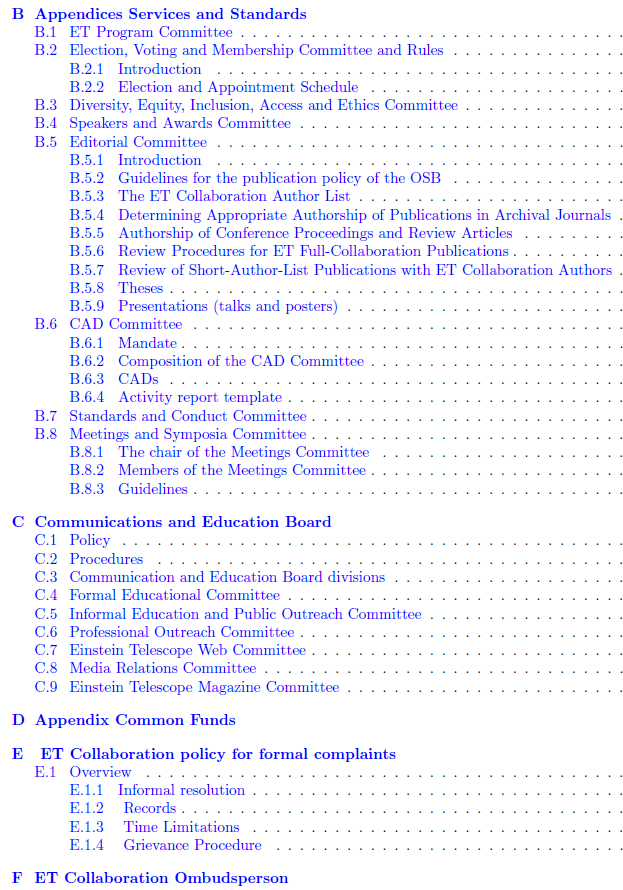 B Appendices Services and Standards
B.1 ET Program Committee . . . . . . . . . . . . . . . . . . . . . . . . . . . . . . . . .
B.2 Election, Voting and Membership Committee and Rules . . . . . . . . . . . . . . .
B.2.1 Introduction . . . . . . . . . . . . . . . . . . . . . . . . . . . . . . . . . . .
B.2.2 Election and Appointment Schedule . . . . . . . . . . . . . . . . . . . . . .
B.3 Diversity, Equity, Inclusion, Access and Ethics Committee . . . . . . . . . . . . . .
B.4 Speakers and Awards Committee . . . . . . . . . . . . . . . . . . . . . . . . . . . .
B.5 Editorial Committee . . . . . . . . . . . . . . . . . . . . . . . . . . . . . . . . . . .
B.5.1 Introduction . . . . . . . . . . . . . . . . . . . . . . . . . . . . . . . . . . .
B.5.2 Guidelines for the publication policy of the OSB . . . . . . . . . . . . . . .
B.5.3 The ET Collaboration Author List . . . . . . . . . . . . . . . . . . . . . . .
B.5.4 Determining Appropriate Authorship of Publications in Archival Journals .
B.5.5 Authorship of Conference Proceedings and Review Articles . . . . . . . . .
B.5.6 Review Procedures for ET Full-Collaboration Publications . . . . . . . . . .
B.5.7 Review of Short-Author-List Publications with ET Collaboration Authors .
B.5.8 Theses . . . . . . . . . . . . . . . . . . . . . . . . . . . . . . . . . . . . . . .
B.5.9 Presentations (talks and posters) . . . . . . . . . . . . . . . . . . . . . . . .
B.6 CAD Committee . . . . . . . . . . . . . . . . . . . . . . . . . . . . . . . . . . . . .
B.6.1 Mandate . . . . . . . . . . . . . . . . . . . . . . . . . . . . . . . . . . . . . .
B.6.2 Composition of the CAD Committee . . . . . . . . . . . . . . . . . . . . . .
B.6.3 CADs . . . . . . . . . . . . . . . . . . . . . . . . . . . . . . . . . . . . . . .
B.6.4 Activity report template . . . . . . . . . . . . . . . . . . . . . . . . . . . . .
B.7 Standards and Conduct Committee . . . . . . . . . . . . . . . . . . . . . . . . . . .
B.8 Meetings and Symposia Committee . . . . . . . . . . . . . . . . . . . . . . . . . . .
B.8.1 The chair of the Meetings Committee . . . . . . . . . . . . . . . . . . . . .
B.8.2 Members of the Meetings Committee . . . . . . . . . . . . . . . . . . . . . .
B.8.3 Guidelines . . . . . . . . . . . . . . . . . . . . . . . . . . . . . . . . . . . . .
C Communications and Education Board
C.1 Policy . . . . . . . . . . . . . . . . . . . . . . . . . . . . . . . . . . . . . . . . . . .
C.2 Procedures . . . . . . . . . . . . . . . . . . . . . . . . . . . . . . . . . . . . . . . .
C.3 Communication and Education Board divisions . . . . . . . . . . . . . . . . . . . .
C.4 Formal Educational Committee . . . . . . . . . . . . . . . . . . . . . . . . . . . . .
C.5 Informal Education and Public Outreach Committee . . . . . . . . . . . . . . . . .
C.6 Professional Outreach Committee . . . . . . . . . . . . . . . . . . . . . . . . . . . .
C.7 Einstein Telescope Web Committee . . . . . . . . . . . . . . . . . . . . . . . . . . .
C.8 Media Relations Committee . . . . . . . . . . . . . . . . . . . . . . . . . . . . . . .
C.9 Einstein Telescope Magazine Committee . . . . . . . . . . . . . . . . . . . . . . . .
D Appendix Common Funds
E ET Collaboration policy for formal complaints
E.1 Overview . . . . . . . . . . . . . . . . . . . . . . . . . . . . . . . . . . . . . . . . .
E.1.1 Informal resolution . . . . . . . . . . . . . . . . . . . . . . . . . . . . . . . .
E.1.2 Records . . . . . . . . . . . . . . . . . . . . . . . . . . . . . . . . . . . . . .
E.1.3 Time Limitations . . . . . . . . . . . . . . . . . . . . . . . . . . . . . . . .
E.1.4 Grievance Procedure . . . . . . . . . . . . . . . . . . . . . . . . . . . . . .
F ET Collaboration Ombudsperson